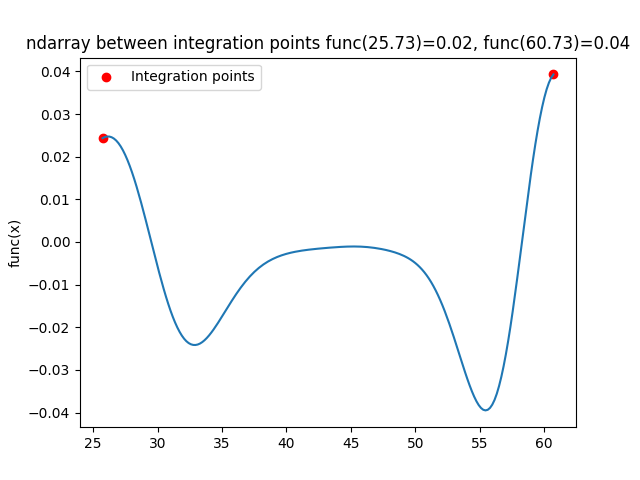 ndarray between integration points func(25.73)=0.02, func(60.73)=0.04
Integration points
func(x)
0.04
0.03
0.02
0.01
0.00
−0.01
−0.02
−0.03
−0.04
25 30 35 40 45 50 55 60